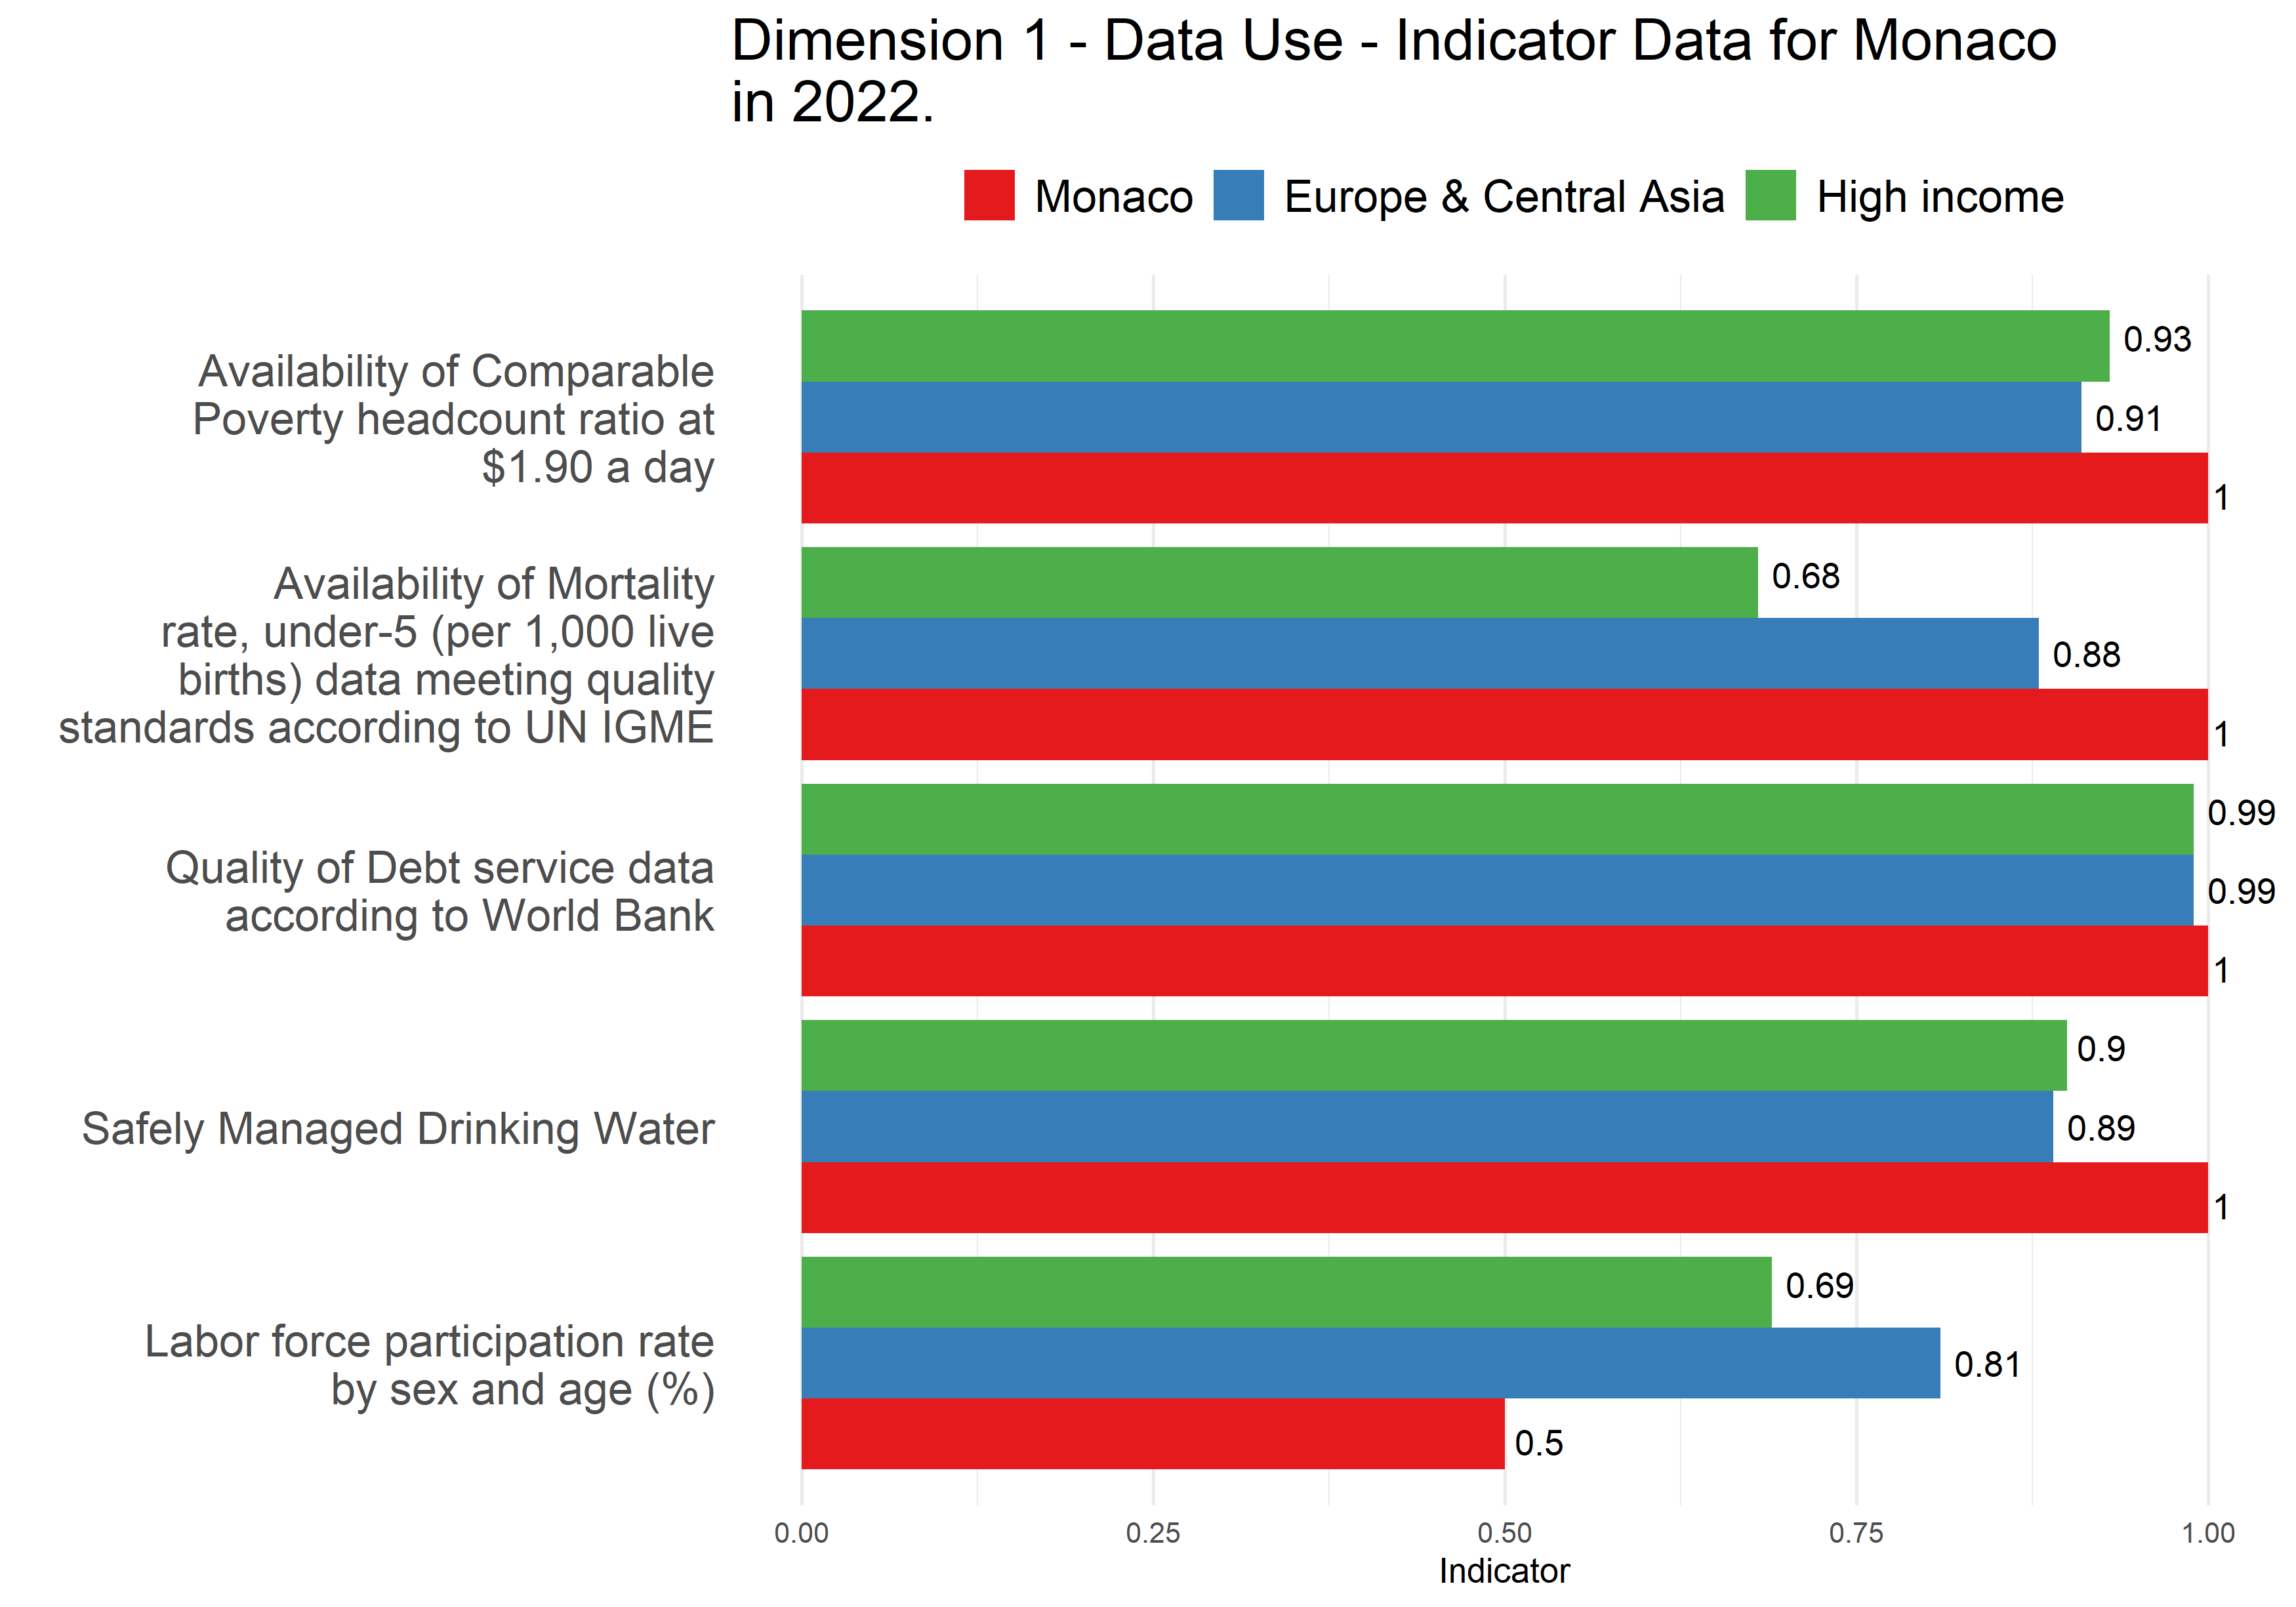 Dimension 1 - Data Use - Indicator Data for Monaco
in 2022.
Monaco
Europe & Central Asia
High income
Availability of Comparable
Poverty headcount ratio at
$1.90 a day
0.93
0.91
1
Availability of Mortality
rate, under-5 (per 1,000 live
births) data meeting quality
standards according to UN IGME
0.68
0.88
1
Quality of Debt service data
according to World Bank
0.99
0.99
1
Safely Managed Drinking Water
0.9
0.89
1
Labor force participation rate
by sex and age (%)
0.69
0.81
0.5
0.00
0.25
0.50
0.75
1.00
Indicator